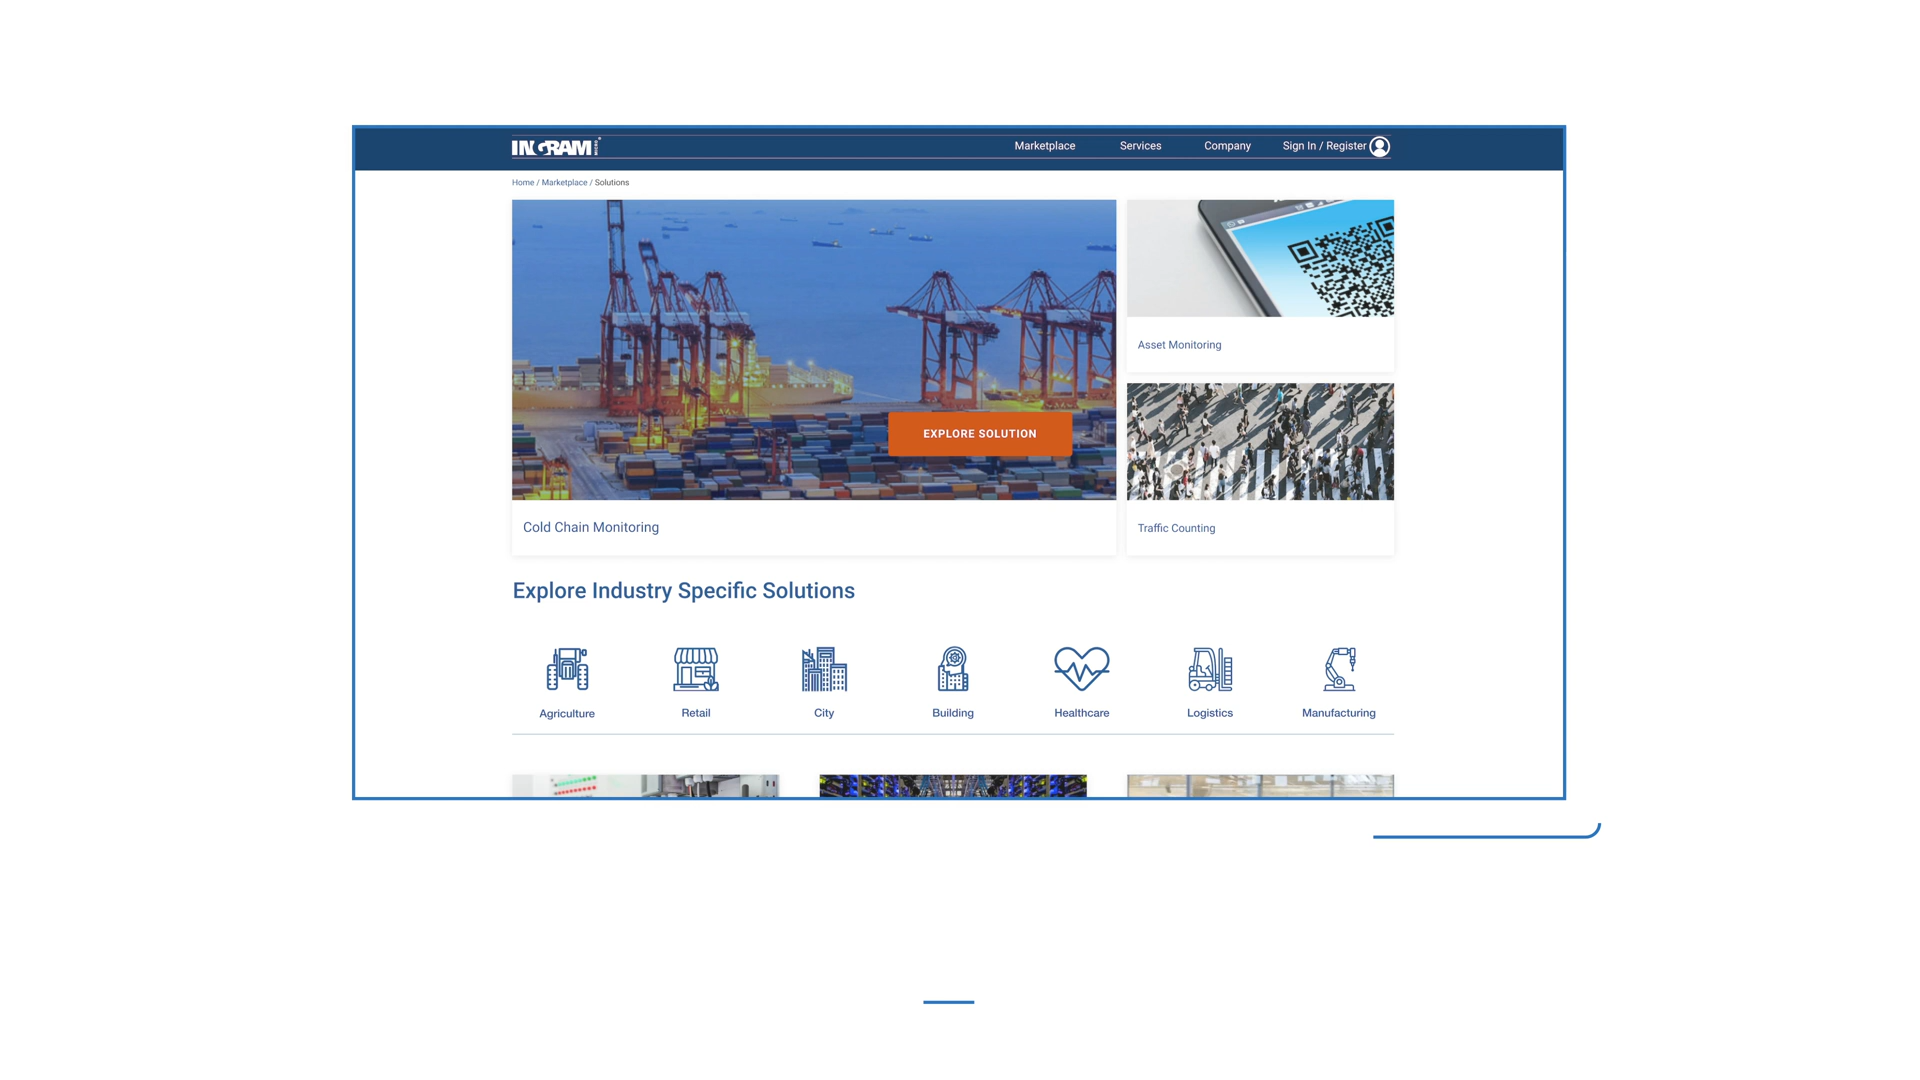 INGRAM MICRO
Marketplace
Services
Company
Sign In / Register
Home / Marketplace / Solutions
EXPLORE SOLUTION
Cold Chain Monitoring
Asset Monitoring
Traffic Counting
Explore Industry Specific Solutions
Agriculture
Retail
City
Building
Healthcare
Logistics
Manufacturing